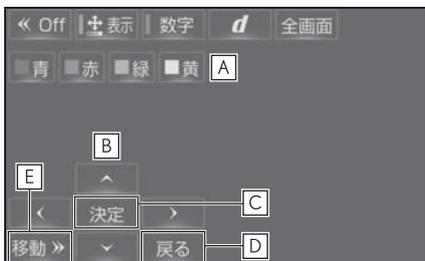 « Off 表示 数字 d 全画面
青 赤 緑 黄 A
B
E
決定 C
移動 » 戻る D